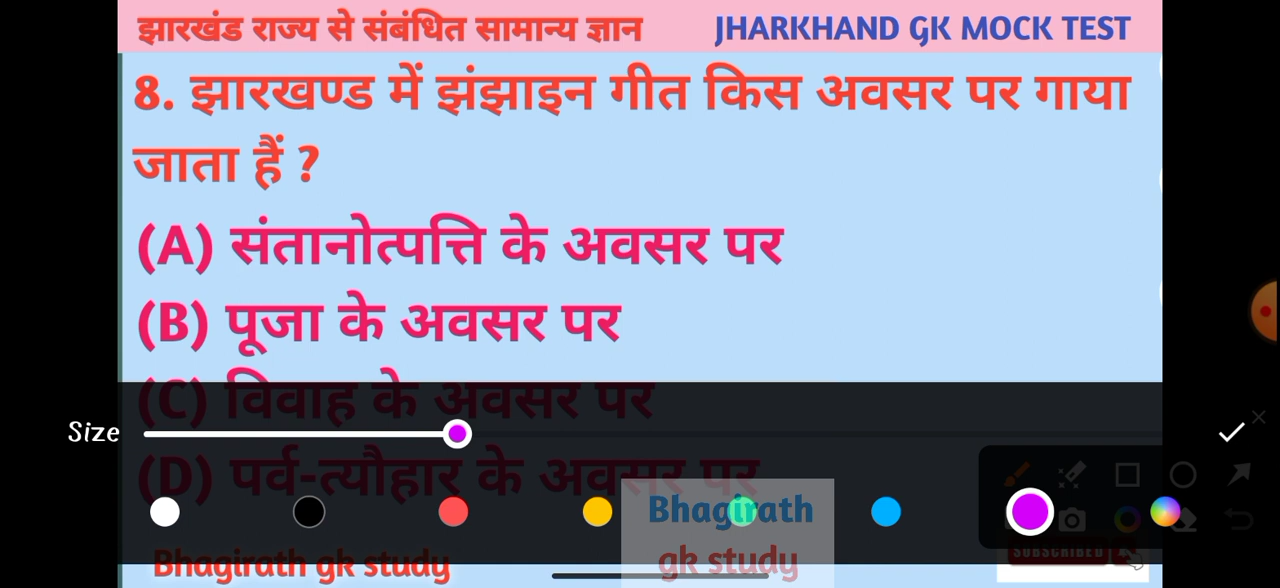 झारखंड राज्य से संबंधित सामान्य ज्ञान JHARKHAND GK MOCK TEST
8. झारखण्ड में झंझाइन गीत किस अवसर पर गाया
जाता हैं ?
(A) संतानोत्पत्ति के अवसर पर
(B) पूजा के अवसर पर
(C) विवाह के अवसर पर
Size
(D) पर्व-त्यौहार के अवसर पर
Bhagirath
gk study
Bhagirath gk study
SUBSCRIBED